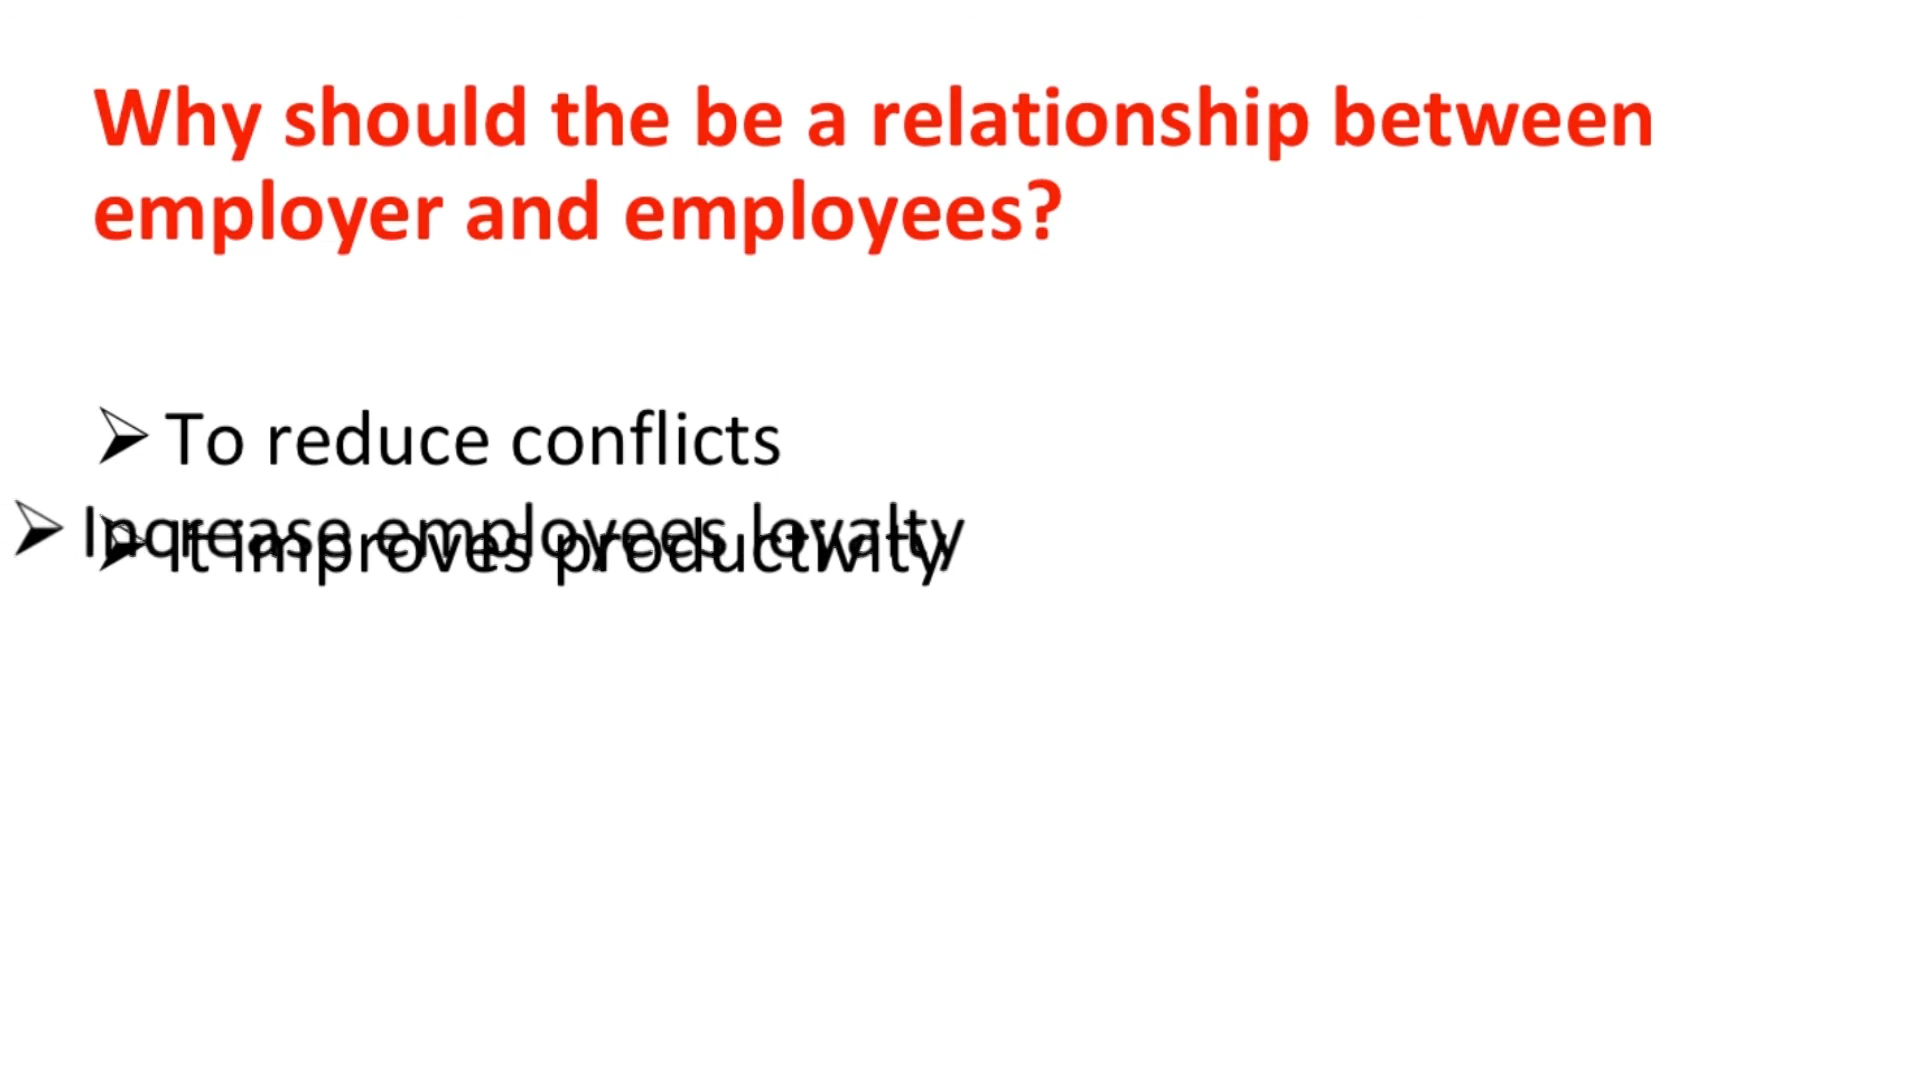 Why should the be a relationship between
employer and employees?
➢ To reduce conflicts
➢ Increase employees loyalty
➢ It improves productivity